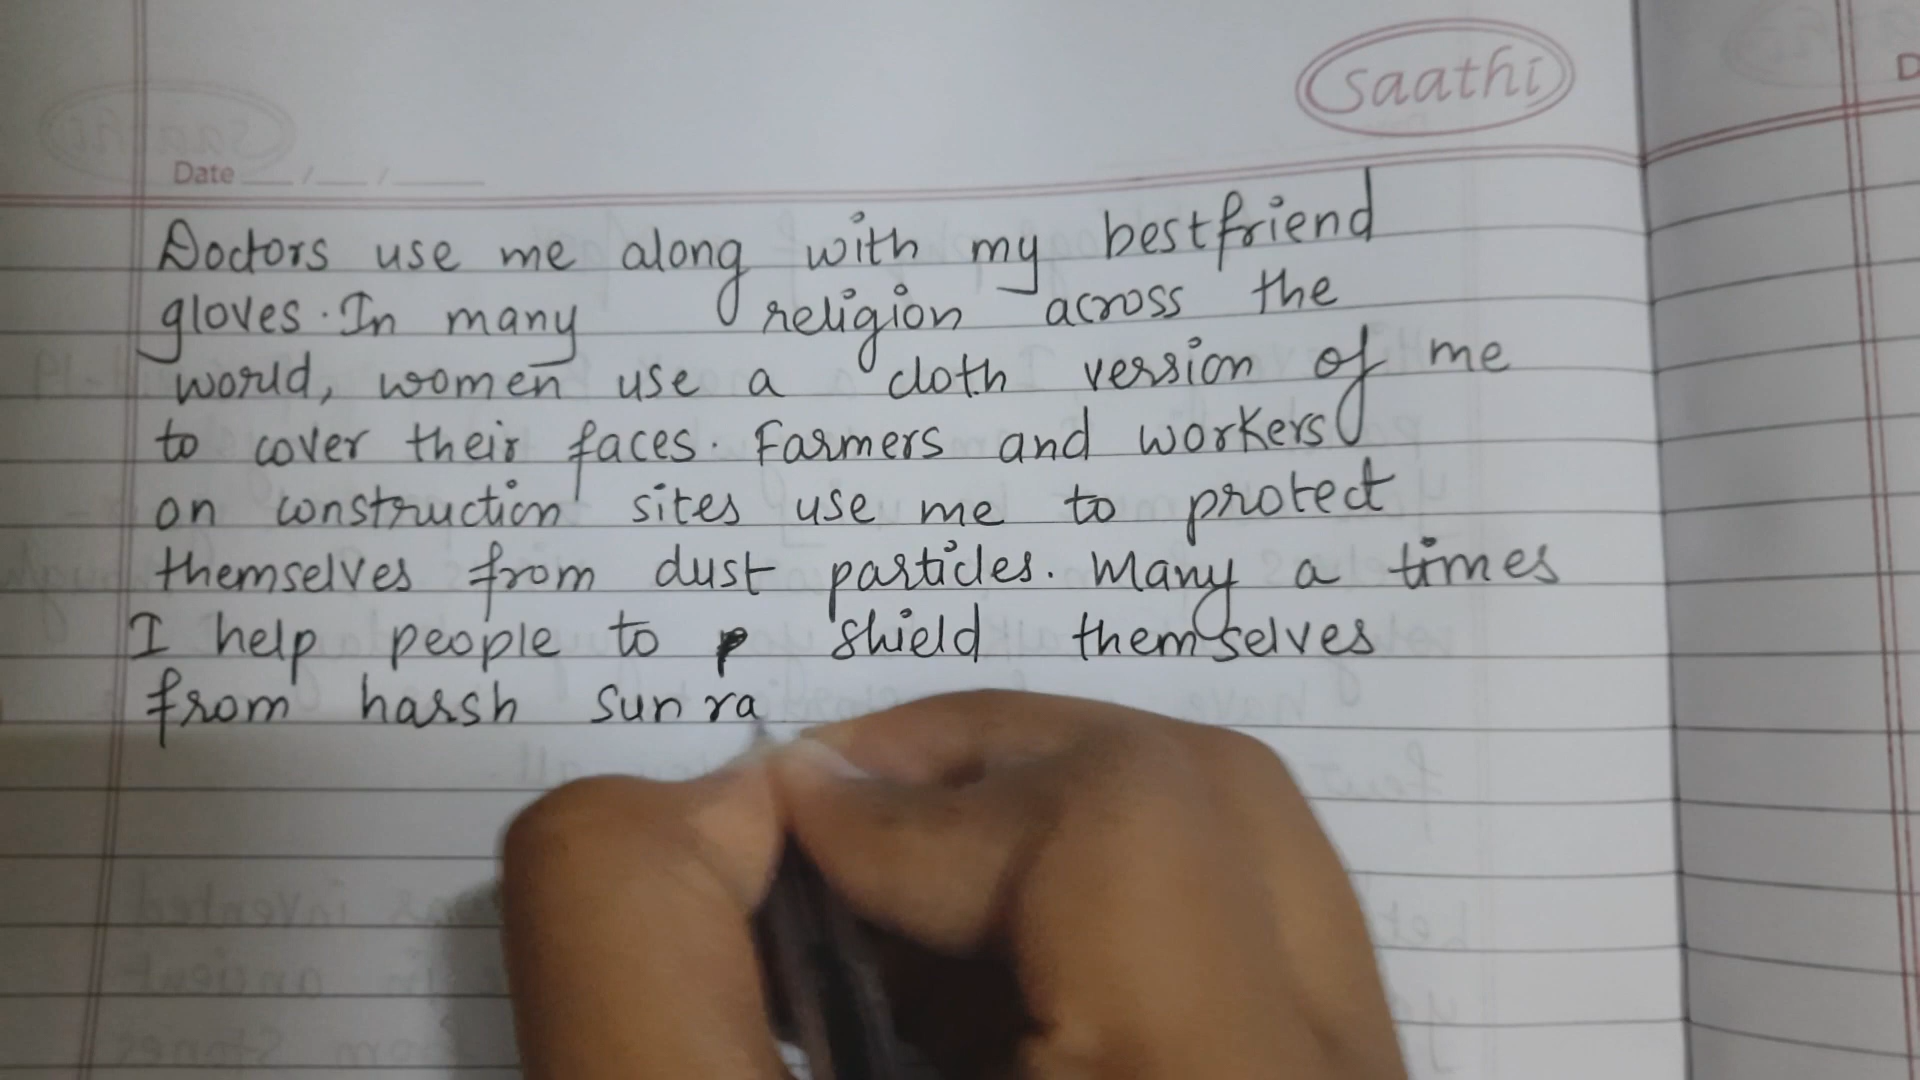 saathi
Date
Doctors use me along with my bestfriend
gloves. In many religion across the
world, women use a cloth version of me
to cover their faces. Farmers and workers
on construction sites use me to protect
themselves from dust particles. Many a times
I help people to shield themselves
from harsh sun ra
D